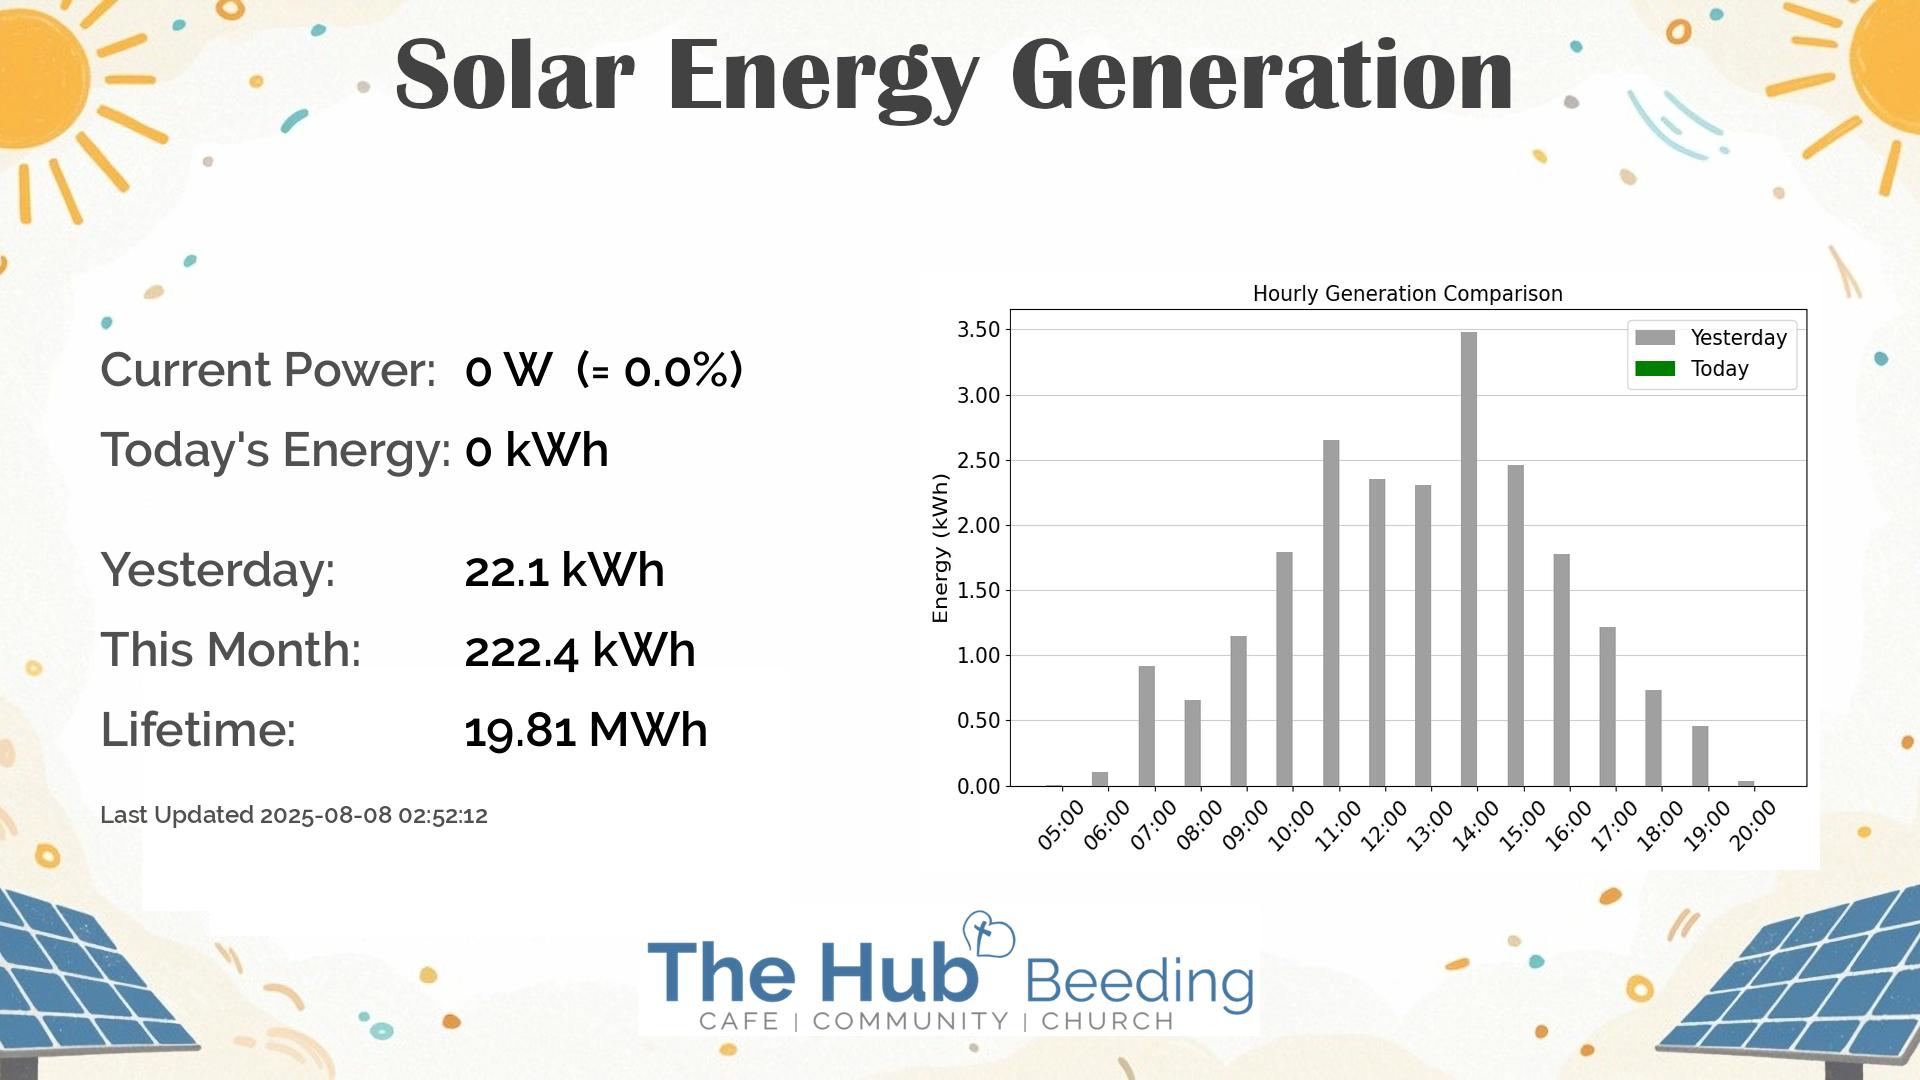 Solar Energy Generation
Current Power: 0 W (= 0.0%)
Today's Energy: 0 kWh
Yesterday: 22.1 kWh
This Month: 222.4 kWh
Lifetime: 19.81 MWh
Last Updated 2025-08-08 02:52:12
Hourly Generation Comparison
Yesterday
Today
Energy (kWh)
3.50
3.00
2.50
2.00
1.50
1.00
0.50
0.00
05:00 06:00 07:00 08:00 09:00 10:00 11:00 12:00 13:00 14:00 15:00 16:00 17:00 18:00 19:00 20:00
The Hub Beeding
CAFE | COMMUNITY | CHURCH